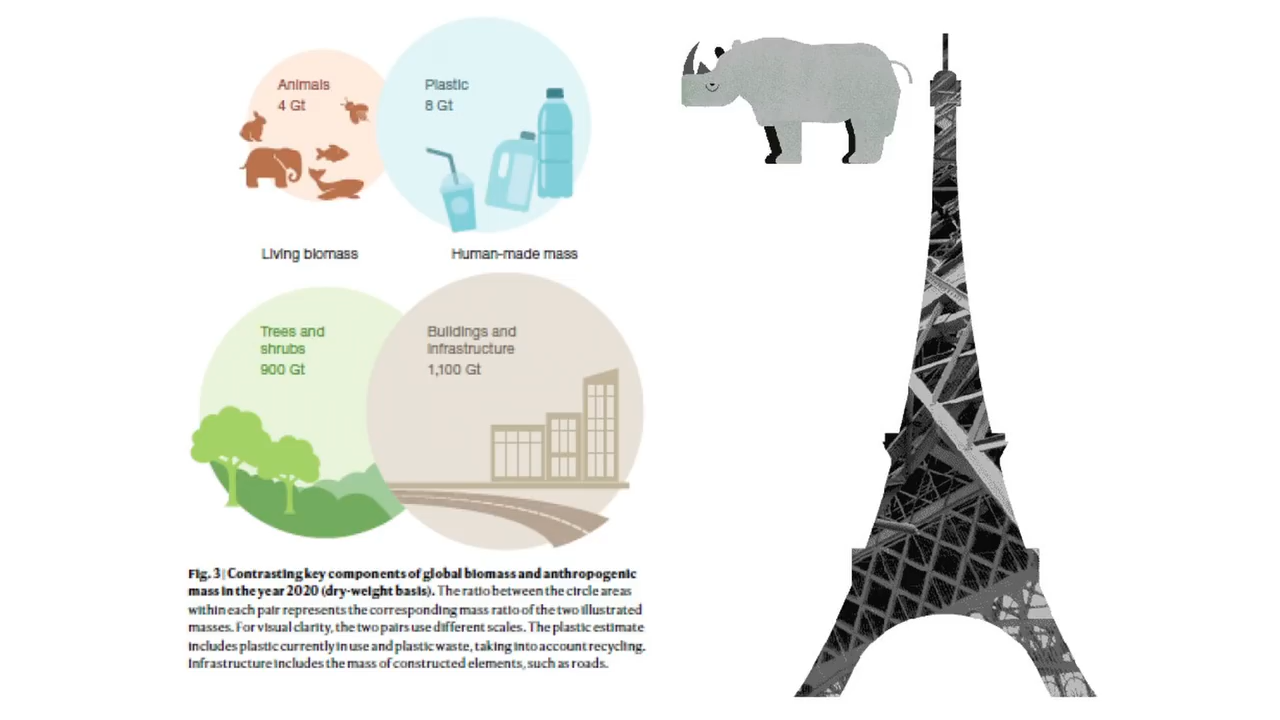 Animals
4 Gt
Plastic
8 Gt
Living biomass
Human-made mass
Trees and
shrubs
900 Gt
Buildings and
infrastructure
1,100 Gt
Fig. 3 | Contrasting key components of global biomass and anthropogenic
mass in the year 2020 (dry-weight basis). The ratio between the circle areas
within each pair represents the corresponding mass ratio of the two illustrated
masses. For visual clarity, the two pairs use different scales. The plastic estimate
includes plastic currently in use and plastic waste, taking into account recycling.
Infrastructure includes the mass of constructed elements, such as roads.